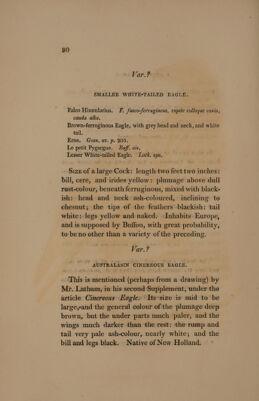 20
Var. ?
SMALLER WHITE-TAILED EAGLE.
Falco Hinnularius. F. fusco-ferruginea, capite colloque canis,
cauda alba.
Brown-ferruginous Eagle, with grey head and neck, and white
tail.
Erne.
Le petit Pygargue. Buff.
Lesser White-tailed Eagle. Lath. syn.
Size of a large Cock: length two feet two inches:
bill, cere, and irides yellow: plumage above dull
rust-colour, beneath ferruginous, mixed with black-
ish: head and neck ash-coloured, inclining to
chesnut; the tips of the feathers blackish: tail
white: legs yellow and naked. Inhabits Europe,
and is supposed by Buffon, with great probability,
to be no other than a variety of the preceding.
Var. ?
AUSTRALASIAN CINEREOUS EAGLE.
This is mentioned (perhaps from a drawing) by
Mr. Latham, in his second Supplement, under the
article Cinereous Eagle. Its size is said to be
large, and the general colour of the plumage deep
brown, but the under parts much paler, and the
wings much darker than the rest: the rump and
tail very pale ash-colour, nearly white; and the
bill and legs black. Native of New Holland.